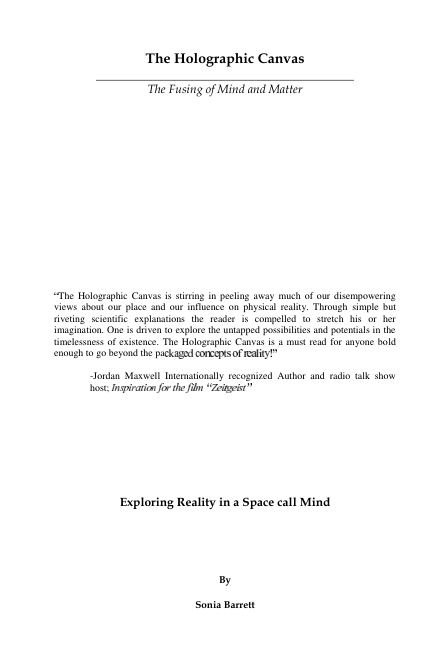 The Holographic Canvas
The Fusing of Mind and Matter
“The Holographic Canvas is stirring in peeling away much of our disempowering
views about our place and our influence on physical reality. Through simple but
riveting scientific explanations the reader is compelled to stretch his or her
imagination. One is driven to explore the untapped possibilities and potentials in the
timelessness of existence. The Holographic Canvas is a must read for anyone bold
enough to go beyond the packaged concepts of reality!”
-Jordan Maxwell Internationally recognized Author and radio talk show
host; Inspiration for the film “Zeitgeist”
Exploring Reality in a Space call Mind
By
Sonia Barrett